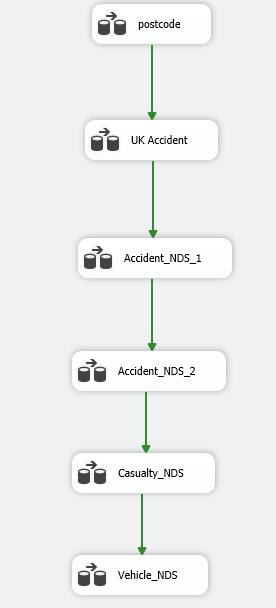 postcode
UK Accident
Accident_NDS_1
Accident_NDS_2
Casualty_NDS
Vehicle_NDS